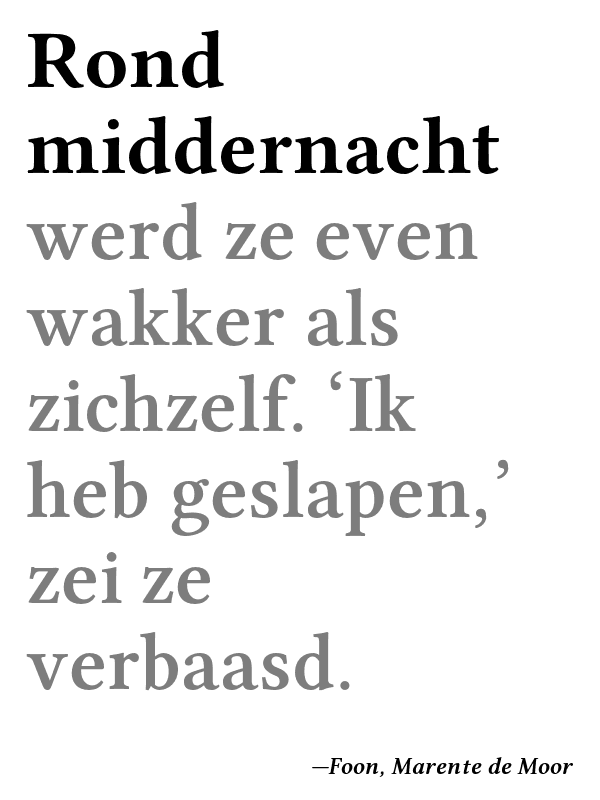 Rond
middernacht
werd ze even
wakker als
zichzelf. ‘Ik
heb geslapen,’
zei ze
verbaasd.
—Foon, Marente de Moor